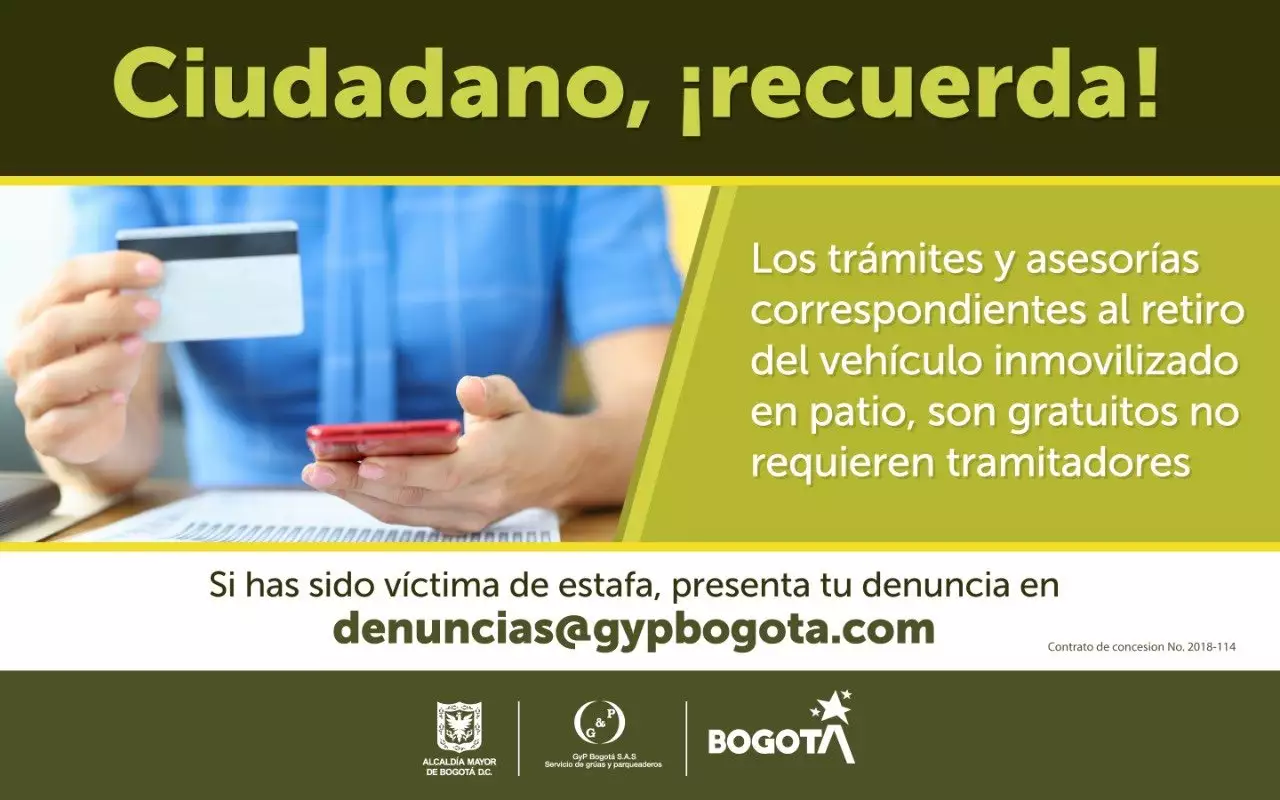 Ciudadano, ¡recuerda!
Los trámites y asesorías
correspondientes al retiro
del vehículo inmovilizado
en patio, son gratuitos no
requieren tramitadores
Si has sido víctima de estafa, presenta tu denuncia en
denuncias@gypbogota.com
Contrato de concesion No. 2018-114
ALCALDÍA MAYOR
DE BOGOTÁ D.C.
G&P
GyP Bogotá S.A.S
Servicio de grúas y parqueaderos
BOGOTÁ